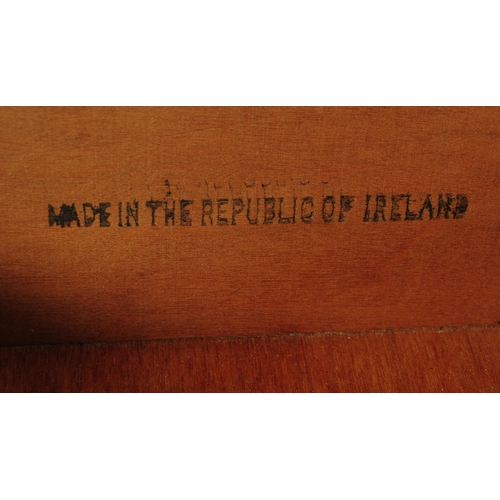 MADE IN THE REPUBLIC OF IRELAND